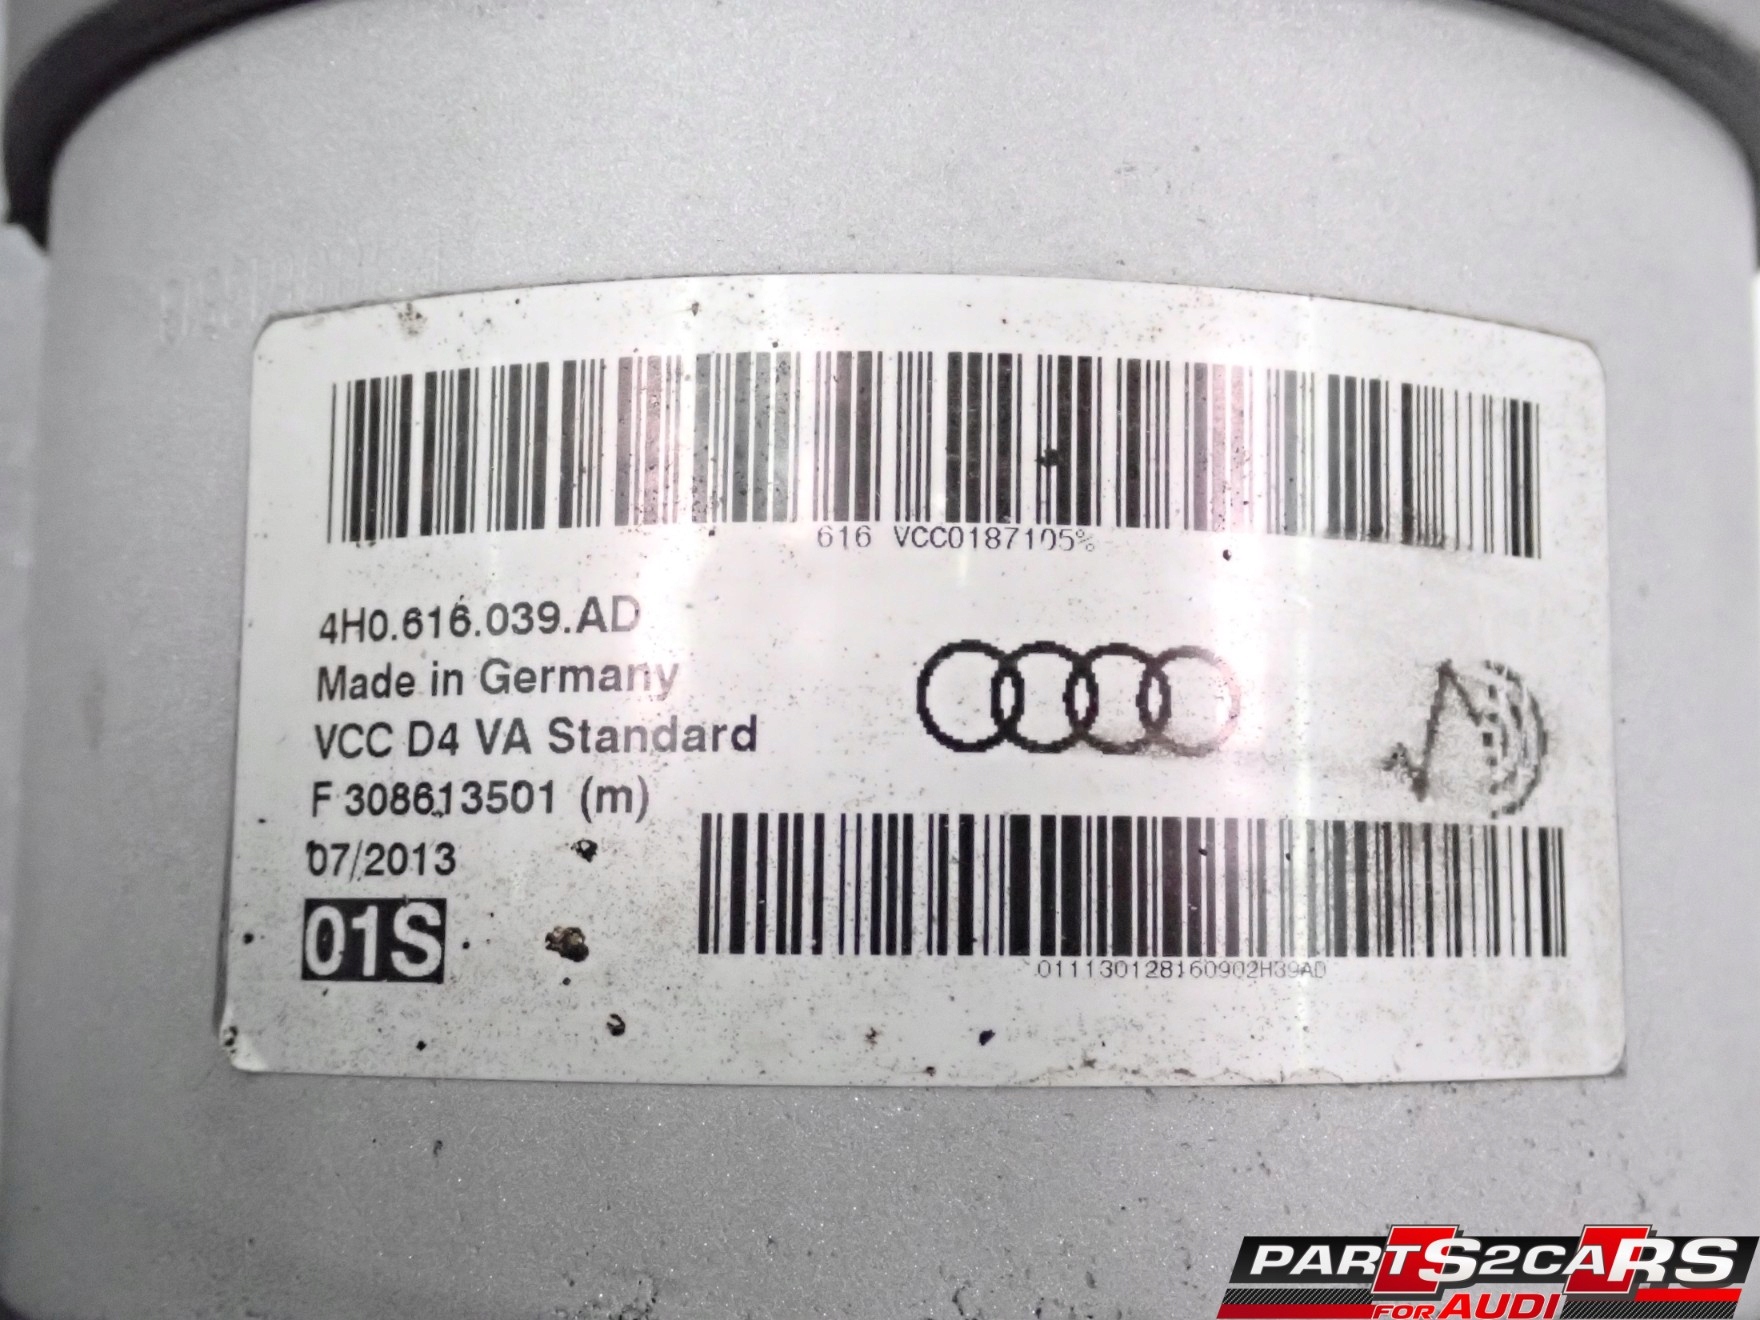 616 VCC0187105%
4H0.616.039.AD
Made in Germany
VCC D4 VA Standard
F 308613501 (m)
07/2013
01S
011130128160902H39AD
PARTS2CARS
FOR AUDI